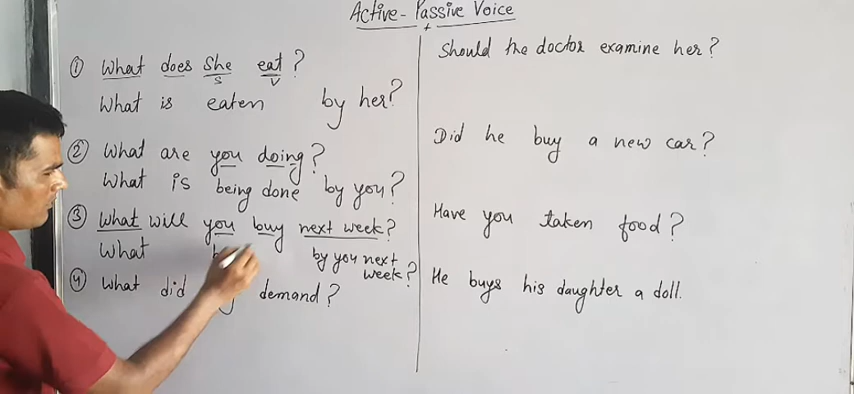 Active-Passive Voice
① What does She eat?
S V
What is eaten by her?
② What are you doing?
What is being done by you?
③ What will you buy next week?
What by you next
week?
④ What did demand?
Should the doctor examine her?
Did he buy a new car?
Have you taken food?
He buys his daughter a doll.